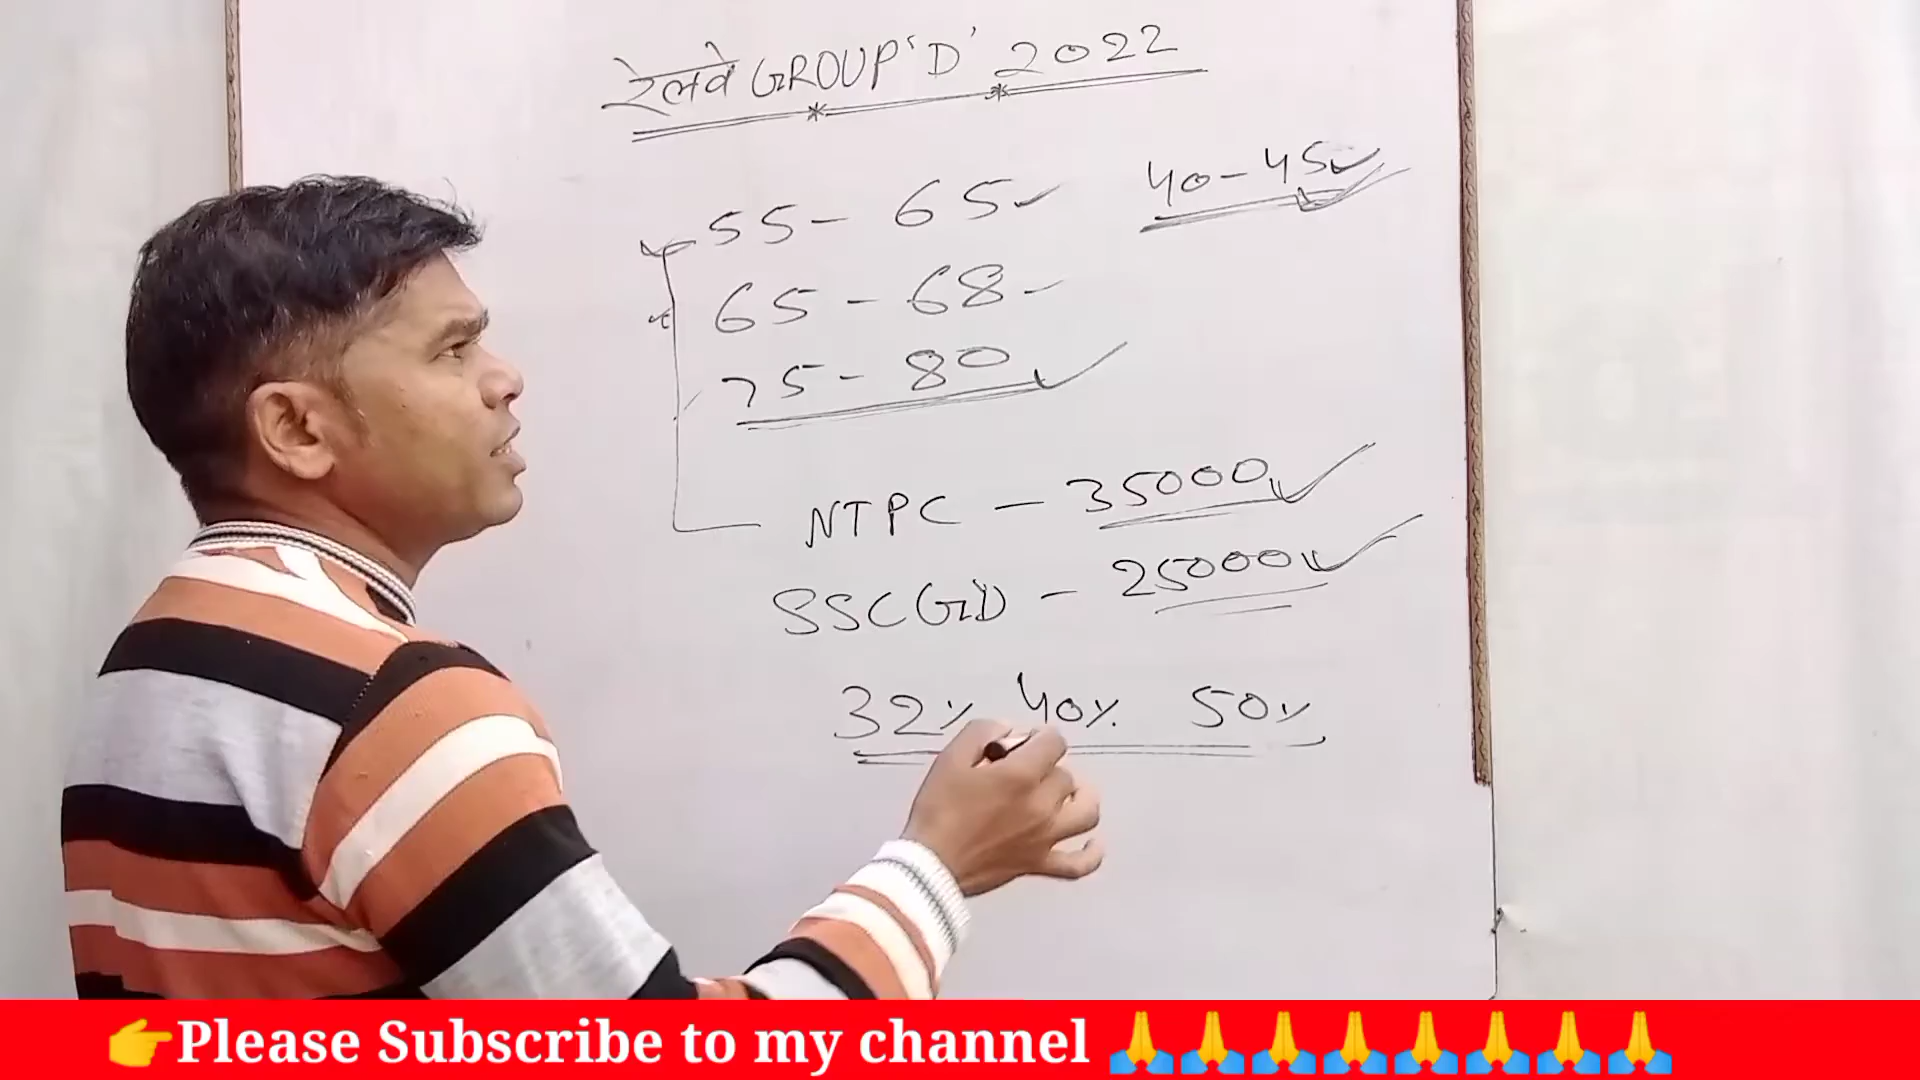 रेलवे GROUP 'D' 2022
55 - 65 40 - 45
65 - 68 -
75 - 80
NTPC - 35000
SSC GD - 25000
32% 40% 50%
👉Please Subscribe to my channel 🙏🙏🙏🙏🙏🙏🙏🙏